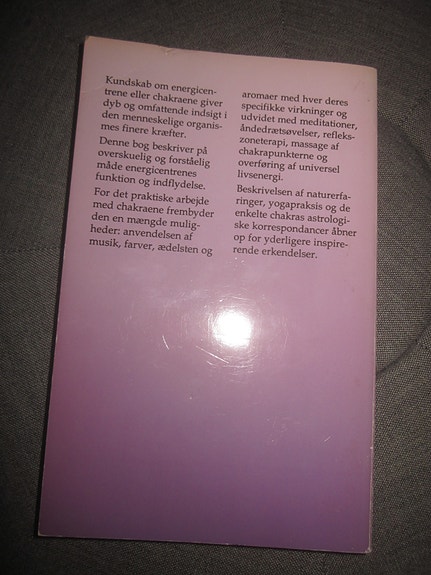 Kundskab om energicen-
trene eller chakraene giver
dyb og omfattende indsigt i
den menneskelige organis-
mes finere kræfter.
Denne bog beskriver på
overskuelig og forståelig
måde energicentrenes
funktion og indflydelse.
For det praktiske arbejde
med chakraene frembyder
den en mængde mulig-
heder: anvendelsen af
musik, farver, ædelsten og
aromaer med hver deres
specifikke virkninger og
udvidet med meditationer,
åndedrætsøvelser, refleks-
zoneterapi, massage af
chakrapunkterne og
overføring af universel
livsenergi.
Beskrivelsen af naturerfa-
ringer, yogapraksis og de
enkelte chakras astrologi-
ske korrespondancer åbner
op for yderligere inspire-
rende erkendelser.